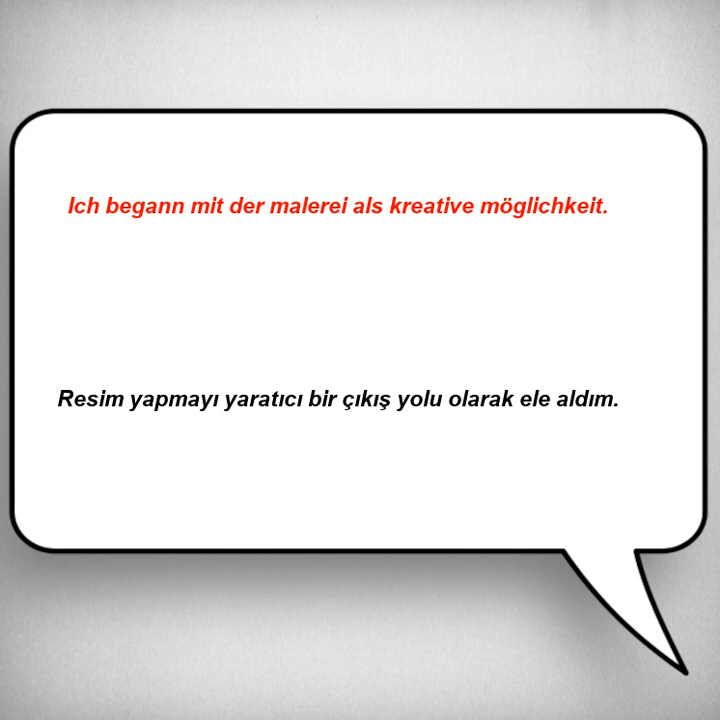 Ich begann mit der malerei als kreative möglichkeit.
Resim yapmayı yaratıcı bir çıkış yolu olarak ele aldım.